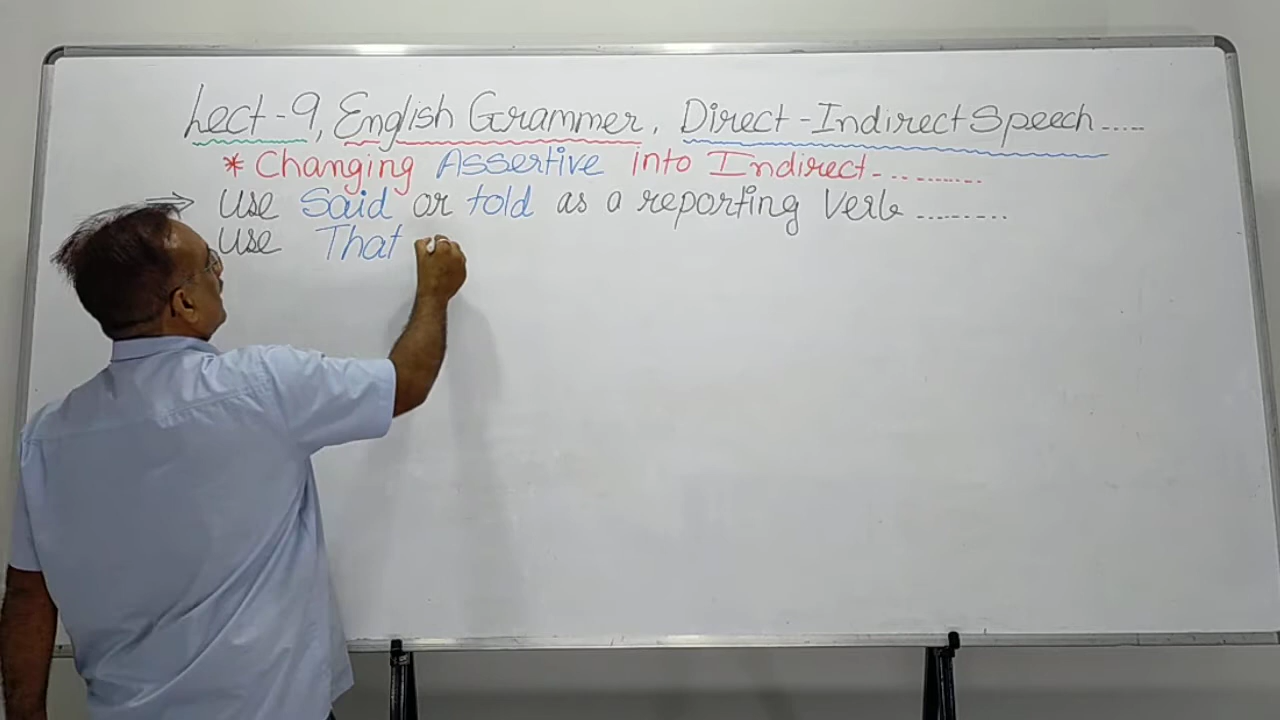 Lect-9, English Grammer, Direct-Indirect Speech.....
* Changing Assertive into Indirect..........
⇒ Use Said or told as a reporting Verb.........
Use That